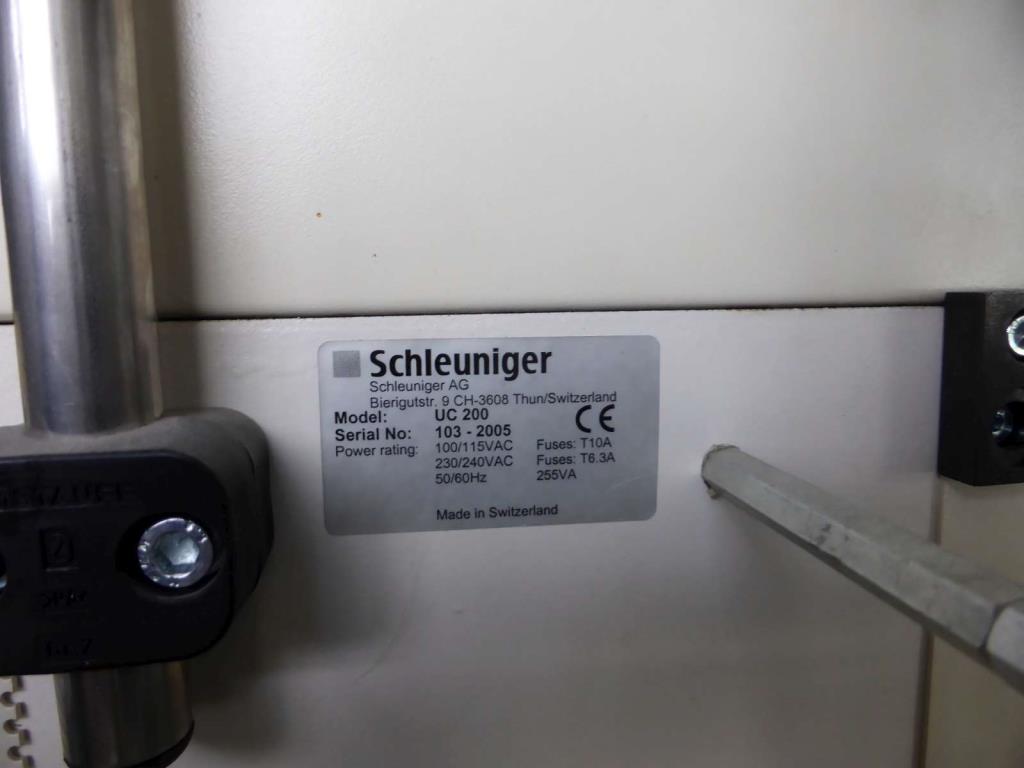 Schleuniger
Schleuniger AG
Bierigutstr. 9 CH-3608 Thun/Switzerland
Model: UC 200 CE
Serial No: 103 - 2005
Power rating: 100/115VAC Fuses: T10A
230/240VAC Fuses: T6.3A
50/60Hz 255VA
Made in Switzerland
STAUFF